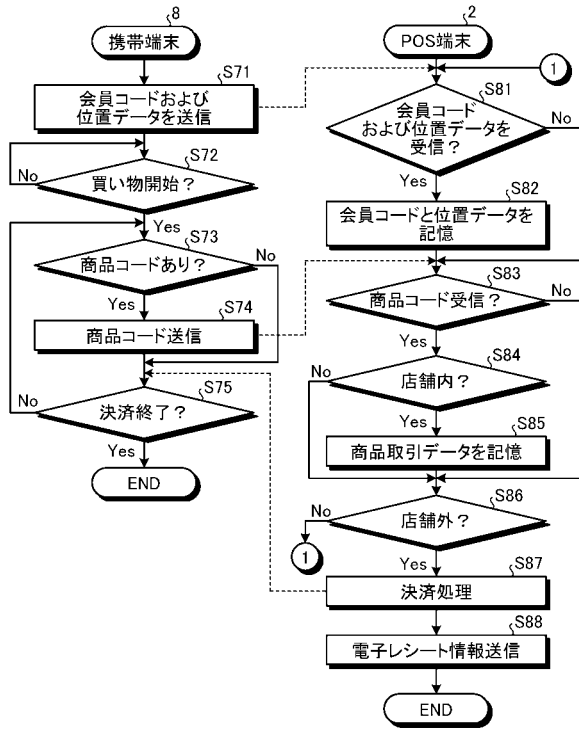 8
携帯端末
S71
会員コードおよび
位置データを送信
S72
No
買い物開始？
Yes
S73
商品コードあり？
No
Yes
S74
商品コード送信
S75
No
決済終了？
Yes
END
2
POS端末
1
S81
会員コード
および位置データを
受信？
No
Yes
S82
会員コードと位置データを
記憶
S83
商品コード受信？
No
Yes
S84
No
店舗内？
Yes
S85
商品取引データを記憶
S86
No
店舗外？
1
Yes
S87
決済処理
S88
電子レシート情報送信
END